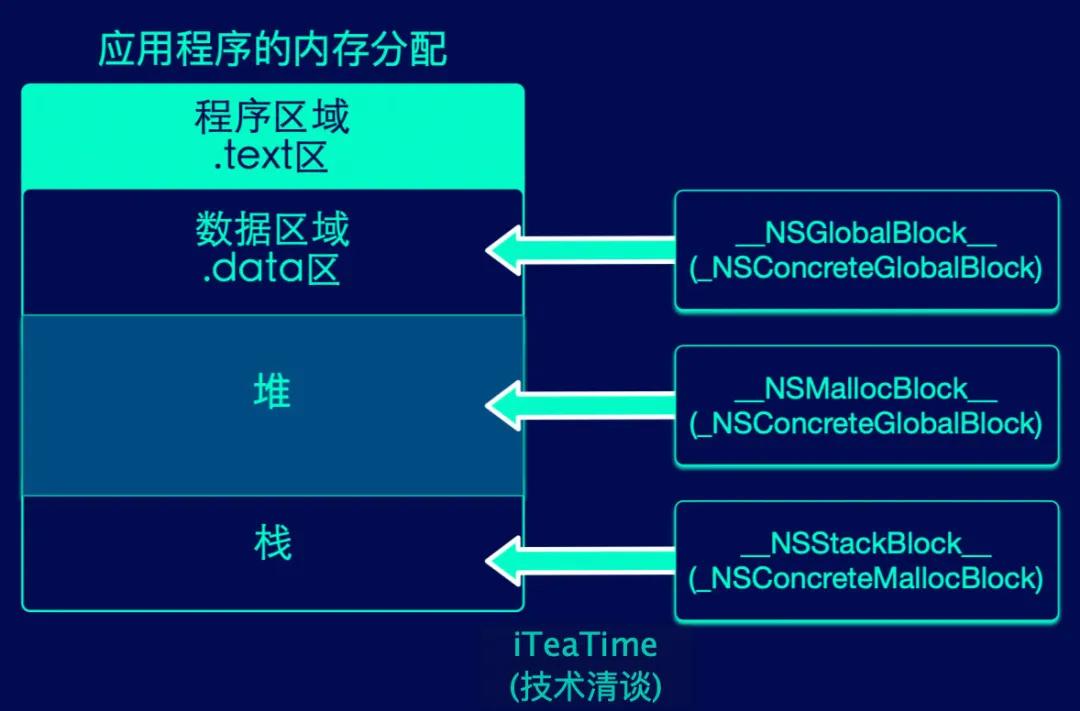 应用程序的内存分配
程序区域
.text区
数据区域
.data区
__NSGlobalBlock__
(_NSConcreteGlobalBlock)
堆
__NSMallocBlock__
(_NSConcreteGlobalBlock)
栈
__NSStackBlock__
(_NSConcreteMallocBlock)
iTeaTime
(技术清谈)